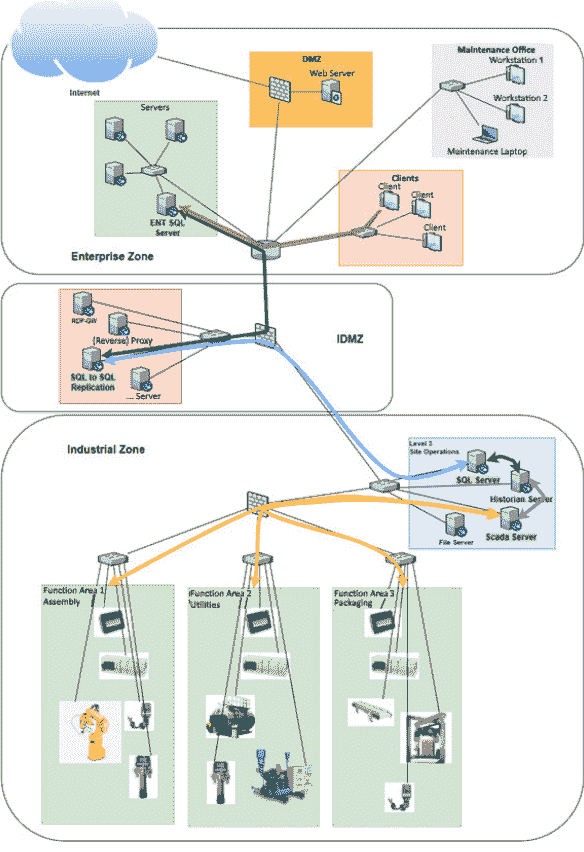 DMZ
Web Server
Maintenance Office
Workstation 1
Workstation 2
Maintenance Laptop
Internet
Servers
ENT SQL
Server
Clients
Client
Client
Client
Enterprise Zone
RDP-GW
(Reverse) Proxy
SQL to SQL
Replication
... Server
IDMZ
Industrial Zone
Level 3
Site Operations
SQL Server
Historian Server
File Server
Scada Server
Function Area 1
Assembly
Function Area 2
Utilities
Function Area 3
Packaging